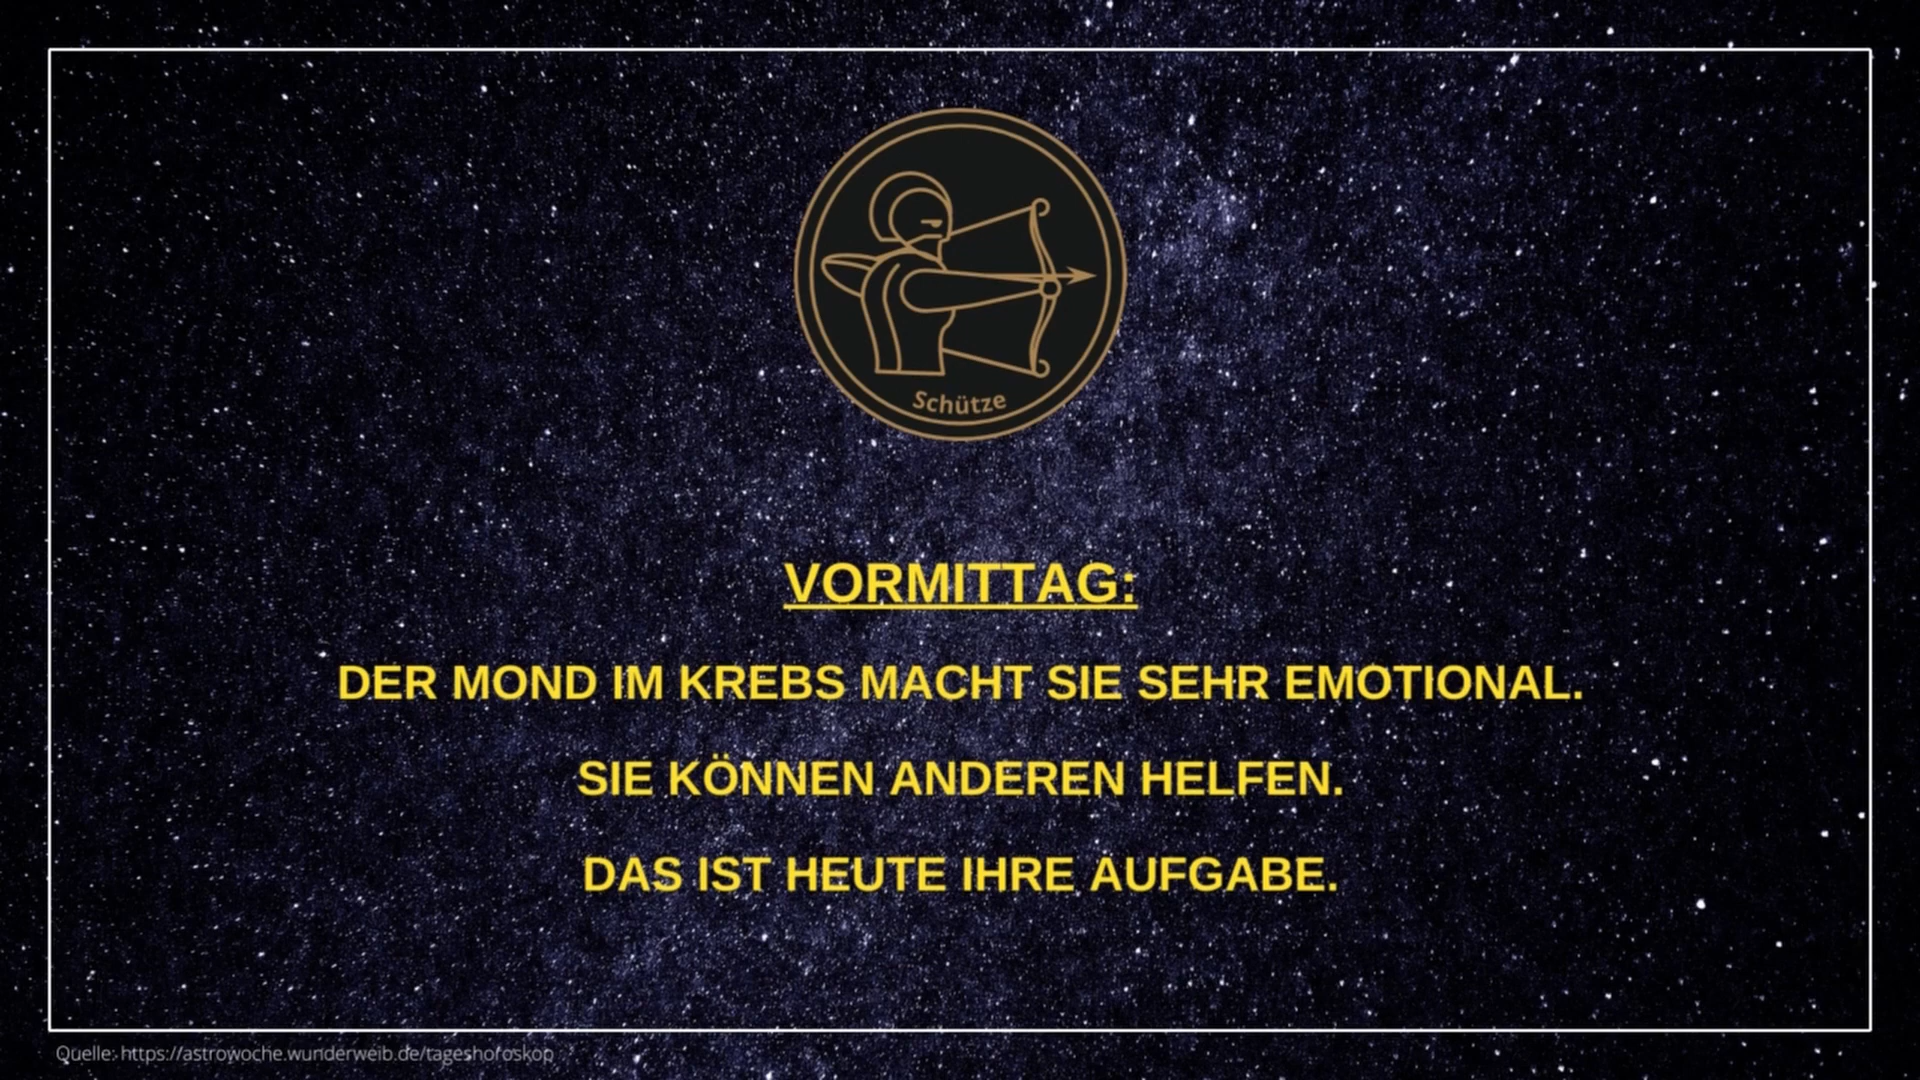 Schütze
VORMITTAG:
DER MOND IM KREBS MACHT SIE SEHR EMOTIONAL.
SIE KÖNNEN ANDEREN HELFEN.
DAS IST HEUTE IHRE AUFGABE.
Quelle: https://astrowoche.wunderweib.de/tageshoroskop